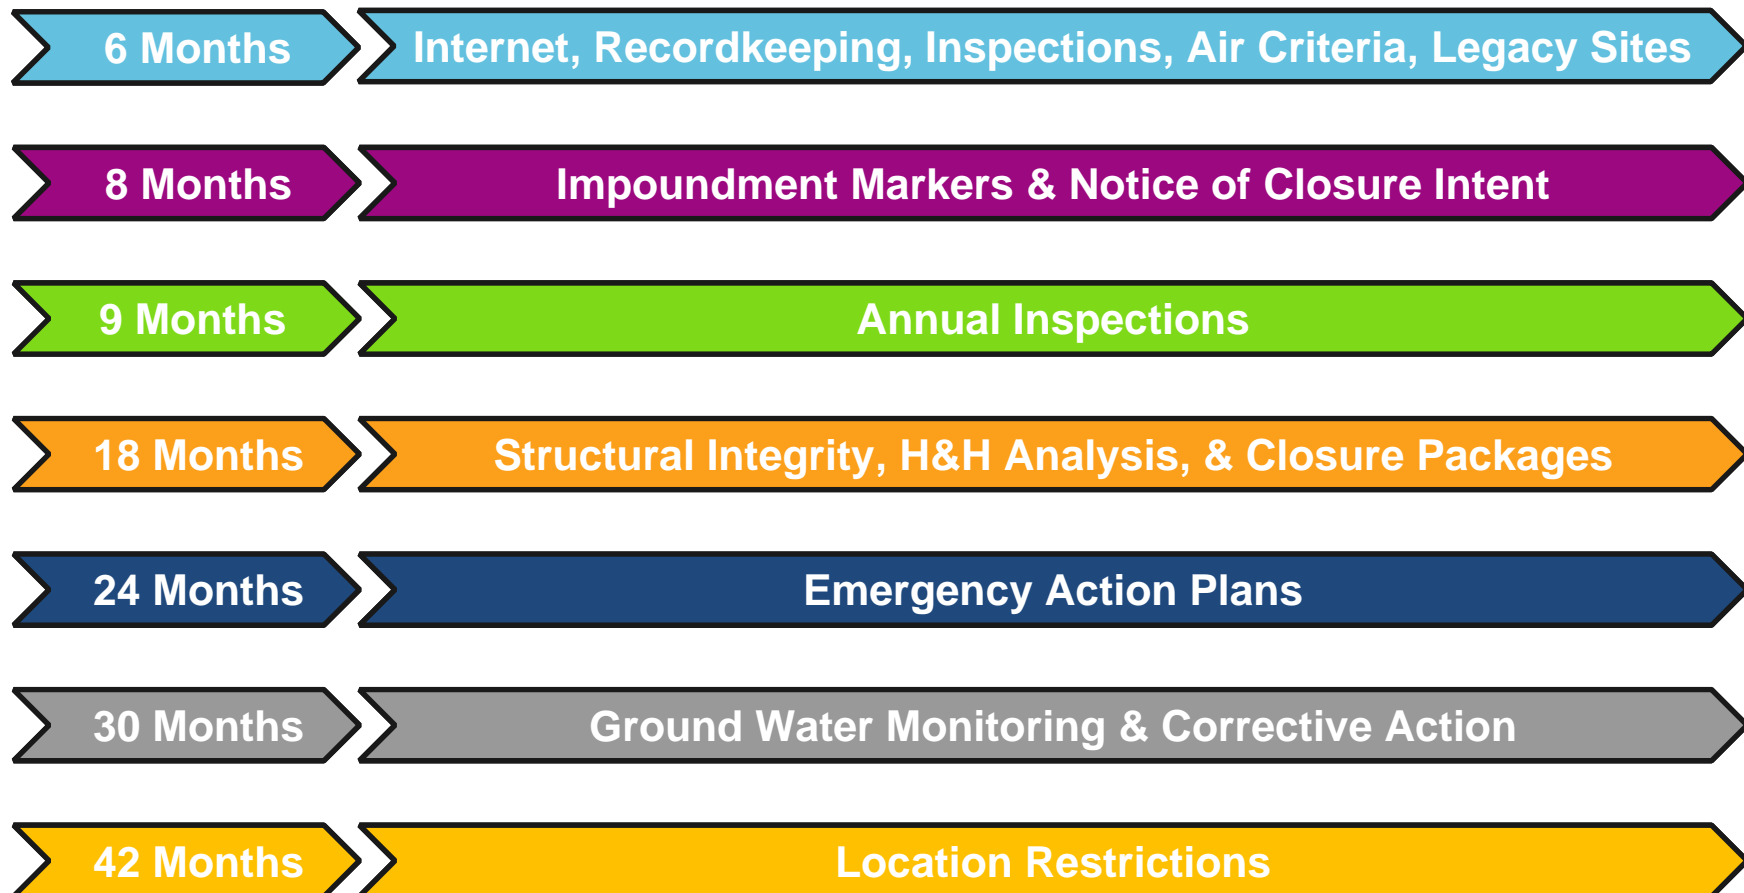 6 Months
Internet, Recordkeeping, Inspections, Air Criteria, Legacy Sites
8 Months
Impoundment Markers & Notice of Closure Intent
9 Months
Annual Inspections
18 Months
Structural Integrity, H&H Analysis, & Closure Packages
24 Months
Emergency Action Plans
30 Months
Ground Water Monitoring & Corrective Action
42 Months
Location Restrictions